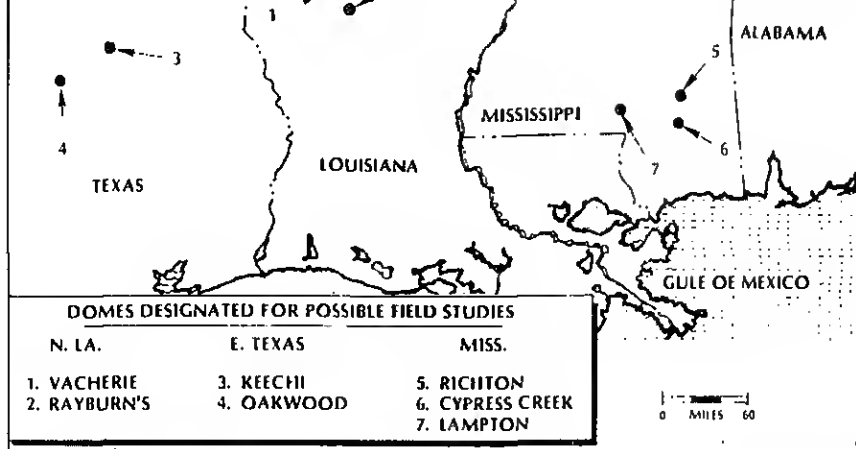 1
3
ALABAMA
5
4
MISSISSIPPI
6
7
LOUISIANA
TEXAS
GULF OF MEXICO
DOMES DESIGNATED FOR POSSIBLE FIELD STUDIES
N. LA. E. TEXAS MISS.
1. VACHERIE 3. KEECHI 5. RICHTON
2. RAYBURN'S 4. OAKWOOD 6. CYPRESS CREEK
7. LAMPTON
0 MILES 60